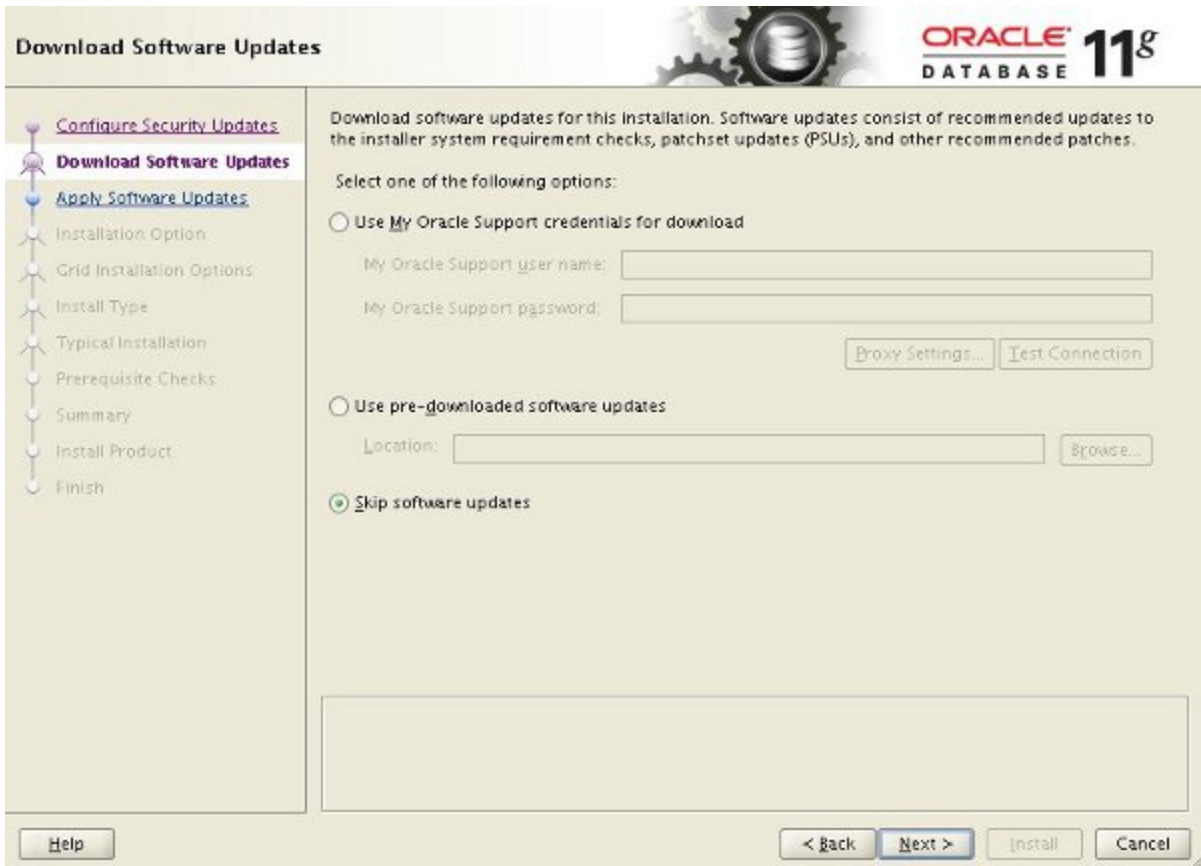 Download Software Updates
ORACLE
DATABASE
11g
Configure Security Updates
Download Software Updates
Apply Software Updates
Installation Option
Grid Installation Options
Install Type
Typical Installation
Prerequisite Checks
Summary
Install Product
Finish
Download software updates for this installation. Software updates consist of recommended updates to
the installer system requirement checks, patchset updates (PSUs), and other recommended patches.
Select one of the following options:
Use My Oracle Support credentials for download
My Oracle Support user name:
My Oracle Support password:
Proxy Settings...
Test Connection
Use pre-downloaded software updates
Location:
Browse...
Skip software updates
Help
< Back
Next >
Install
Cancel